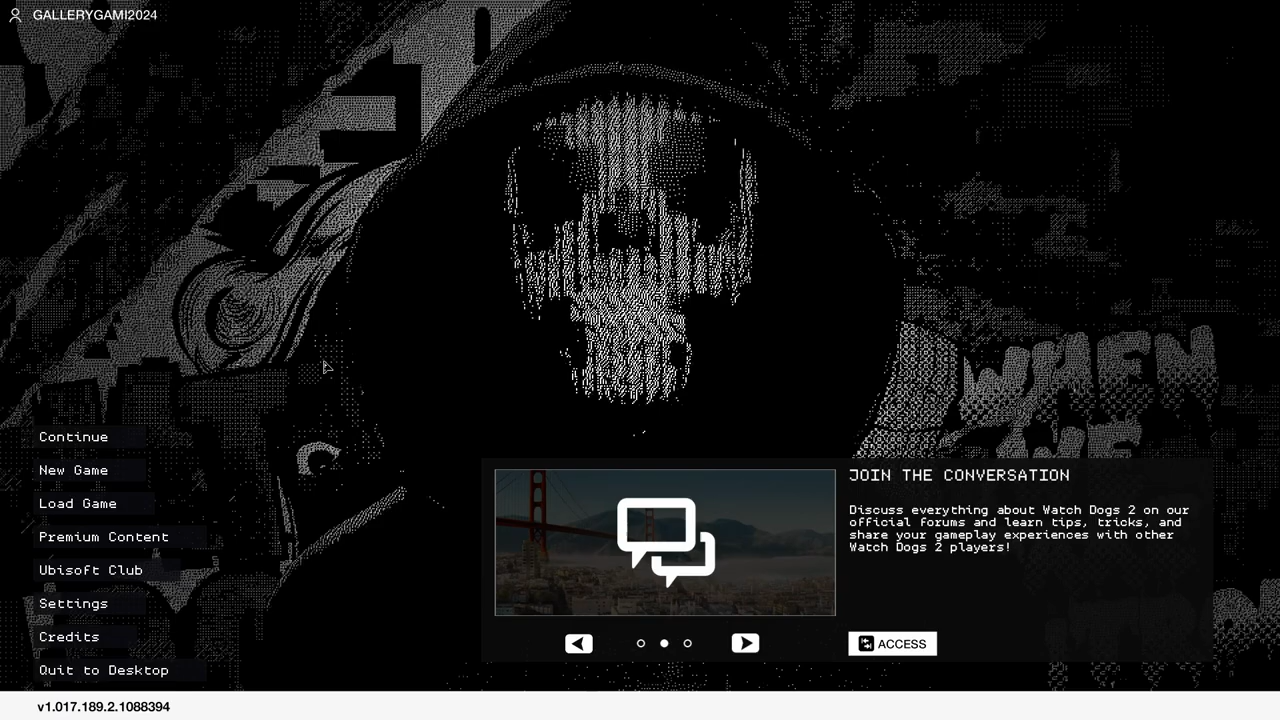 GALLERYGAMI2024
WHEN
WE
Continue
New Game
Load Game
Premium Content
Ubisoft Club
Settings
Credits
Quit to Desktop
JOIN THE CONVERSATION
Discuss everything about Watch Dogs 2 on our
official forums and learn tips, tricks, and
share your gameplay experiences with other
Watch Dogs 2 players!
ACCESS
v1.017.189.2.1088394